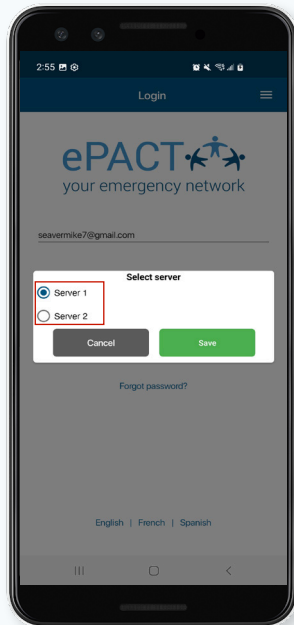 2:55
Login
ePACT
your emergency network
seavermike7@gmail.com
Select server
Server 1
Server 2
Cancel Save
Forgot password?
English | French | Spanish